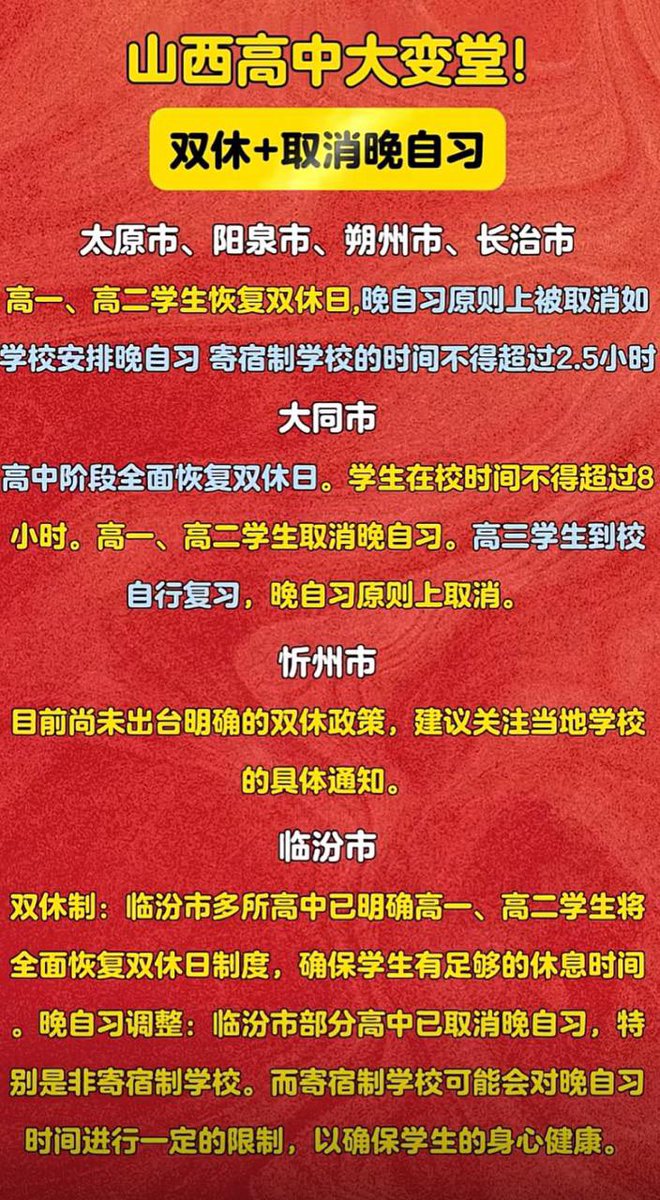 山西高中大变堂!
双休+取消晚自习
太原市、阳泉市、朔州市、长治市
高一、高二学生恢复双休日,晚自习原则上被取消如
学校安排晚自习 寄宿制学校的时间不得超过2.5小时
大同市
高中阶段全面恢复双休日。学生在校时间不得超过8
小时。高一、高二学生取消晚自习。高三学生到校
自行复习，晚自习原则上取消。
忻州市
目前尚未出台明确的双休政策，建议关注当地学校
的具体通知。
临汾市
双休制：临汾市多所高中已明确高一、高二学生将
全面恢复双休日制度，确保学生有足够的休息时间
。晚自习调整：临汾市部分高中已取消晚自习，特
别是非寄宿制学校。而寄宿制学校可能会对晚自习
时间进行一定的限制，以确保学生的身心健康。